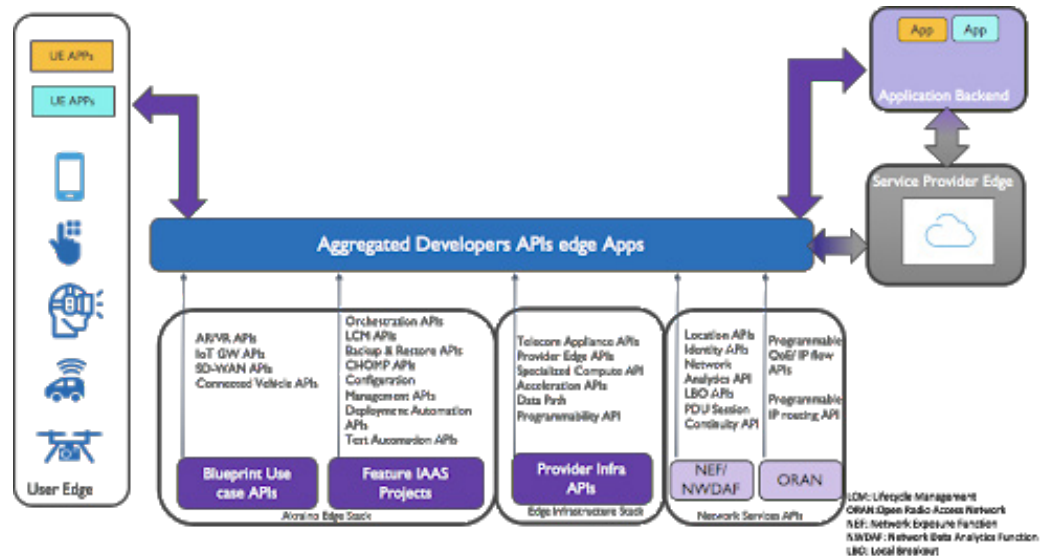 UE APPs
UE APPs
User Edge
App
App
Application Backend
Service Provider Edge
Aggregated Developers APIs edge Apps
AR/VR APIs
IoT GW APIs
SD-WAN APIs
Connected Vehicle APIs
Blueprint Use
case APIs
Orchestration APIs
LCM APIs
Backup & Restore APIs
CHOMP APIs
Configuration
Management APIs
Deployment Automation
APIs
Test Automation APIs
Feature IAAS
Projects
Akraino Edge Stack
Telecom Appliance APIs
Provider Edge APIs
Specialized Compute API
Acceleration APIs
Data Path
Programmability API
Provider Infra
APIs
Edge Infrastructure Stack
Location APIs
Identity APIs
Network
Analytics API
LBO APIs
PDU Session
Continuity API
NEF/
NWDAF
Programmable
QoE/ IP flow
APIs
Programmable
IP routing API
ORAN
Network Services APIs
LCM: Lifecycle Management
ORAN:Open Radio Access Network
NEF: Network Exposure Function
NWDAF: Network Data Analytics Function
LBO: Local Breakout